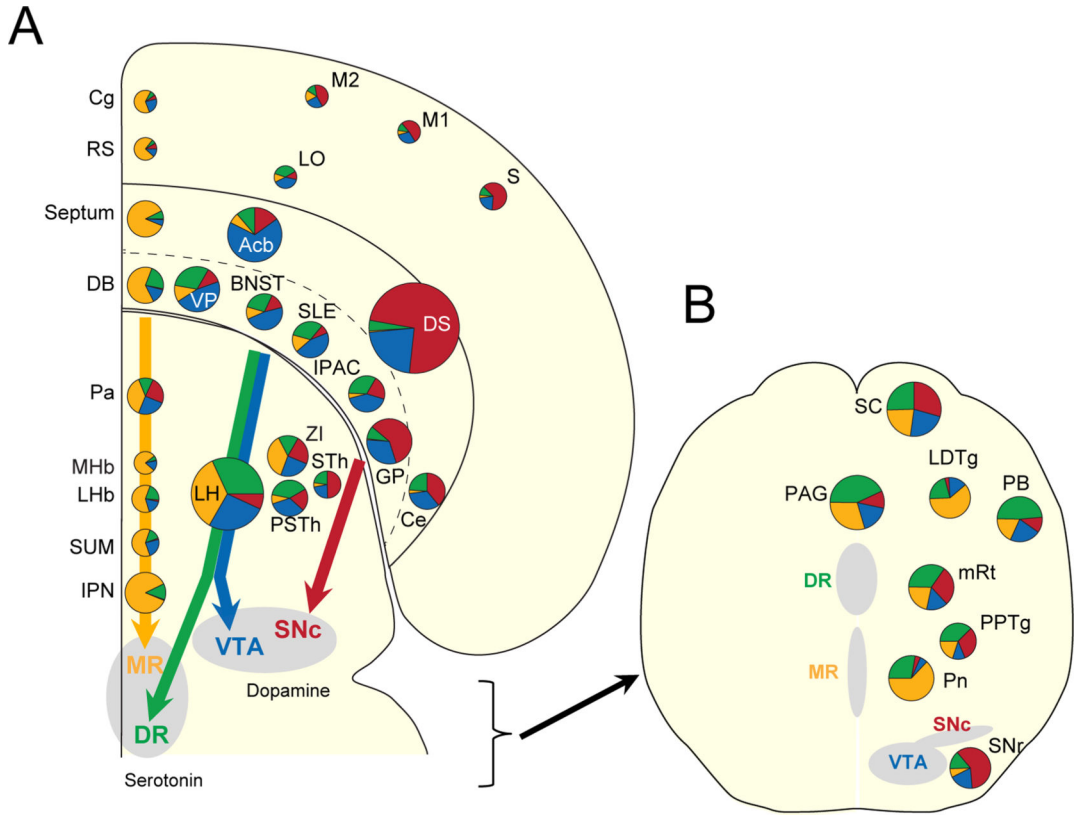 A
M2
Cg
M1
RS
LO
S
Septum
Acb
DB
VP
BNST
SLE
DS
IPAC
Pa
ZI
MHb
STh
GP
LH
LHb
PSTh
Ce
SUM
IPN
SNc
VTA
MR
Dopamine
DR
Serotonin
B
SC
LDTg
PAG
PB
DR
mRt
PPTg
MR
Pn
SNc
SNr
VTA